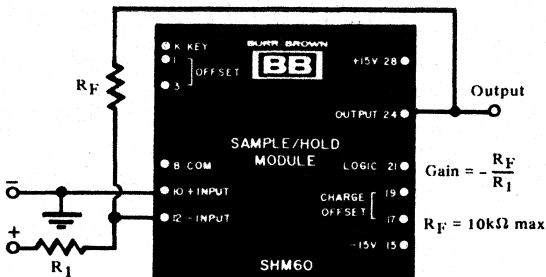 K KEY
BURR BROWN
BB
1
OFFSET
3
+15V 28
RF
OUTPUT 24
Output
SAMPLE/HOLD
MODULE
8 COM
LOGIC 21
Gain = - RF
R1
10 +INPUT
12 -INPUT
CHARGE
OFFSET
19
17
RF = 10kΩ max
-15V 15
−
+
R1
SHM60